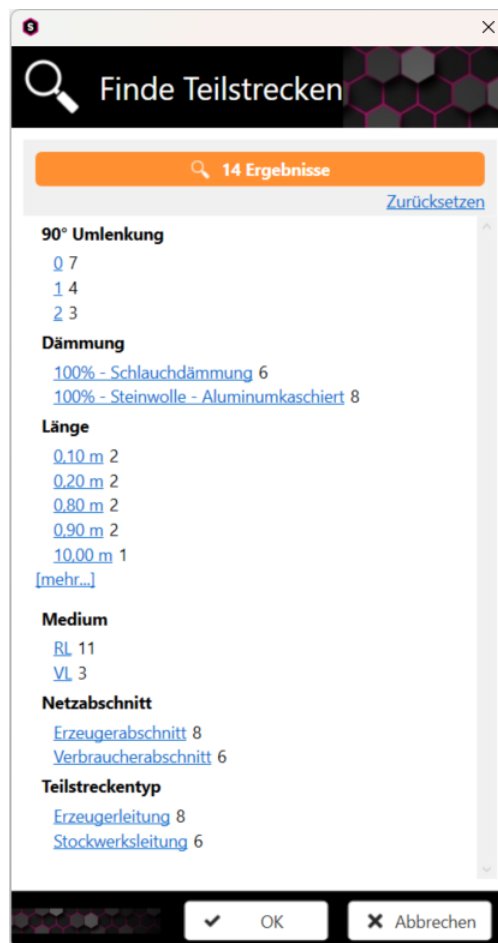 S
Finde Teilstrecken
14 Ergebnisse
Zurücksetzen
90° Umlenkung
0 7
1 4
2 3
Dämmung
100% - Schlauchdämmung 6
100% - Steinwolle - Aluminumkaschiert 8
Länge
0,10 m 2
0,20 m 2
0,80 m 2
0,90 m 2
10,00 m 1
[mehr...]
Medium
RL 11
VL 3
Netzabschnitt
Erzeugerabschnitt 8
Verbraucherabschnitt 6
Teilstreckentyp
Erzeugerleitung 8
Stockwerksleitung 6
OK
Abbrechen